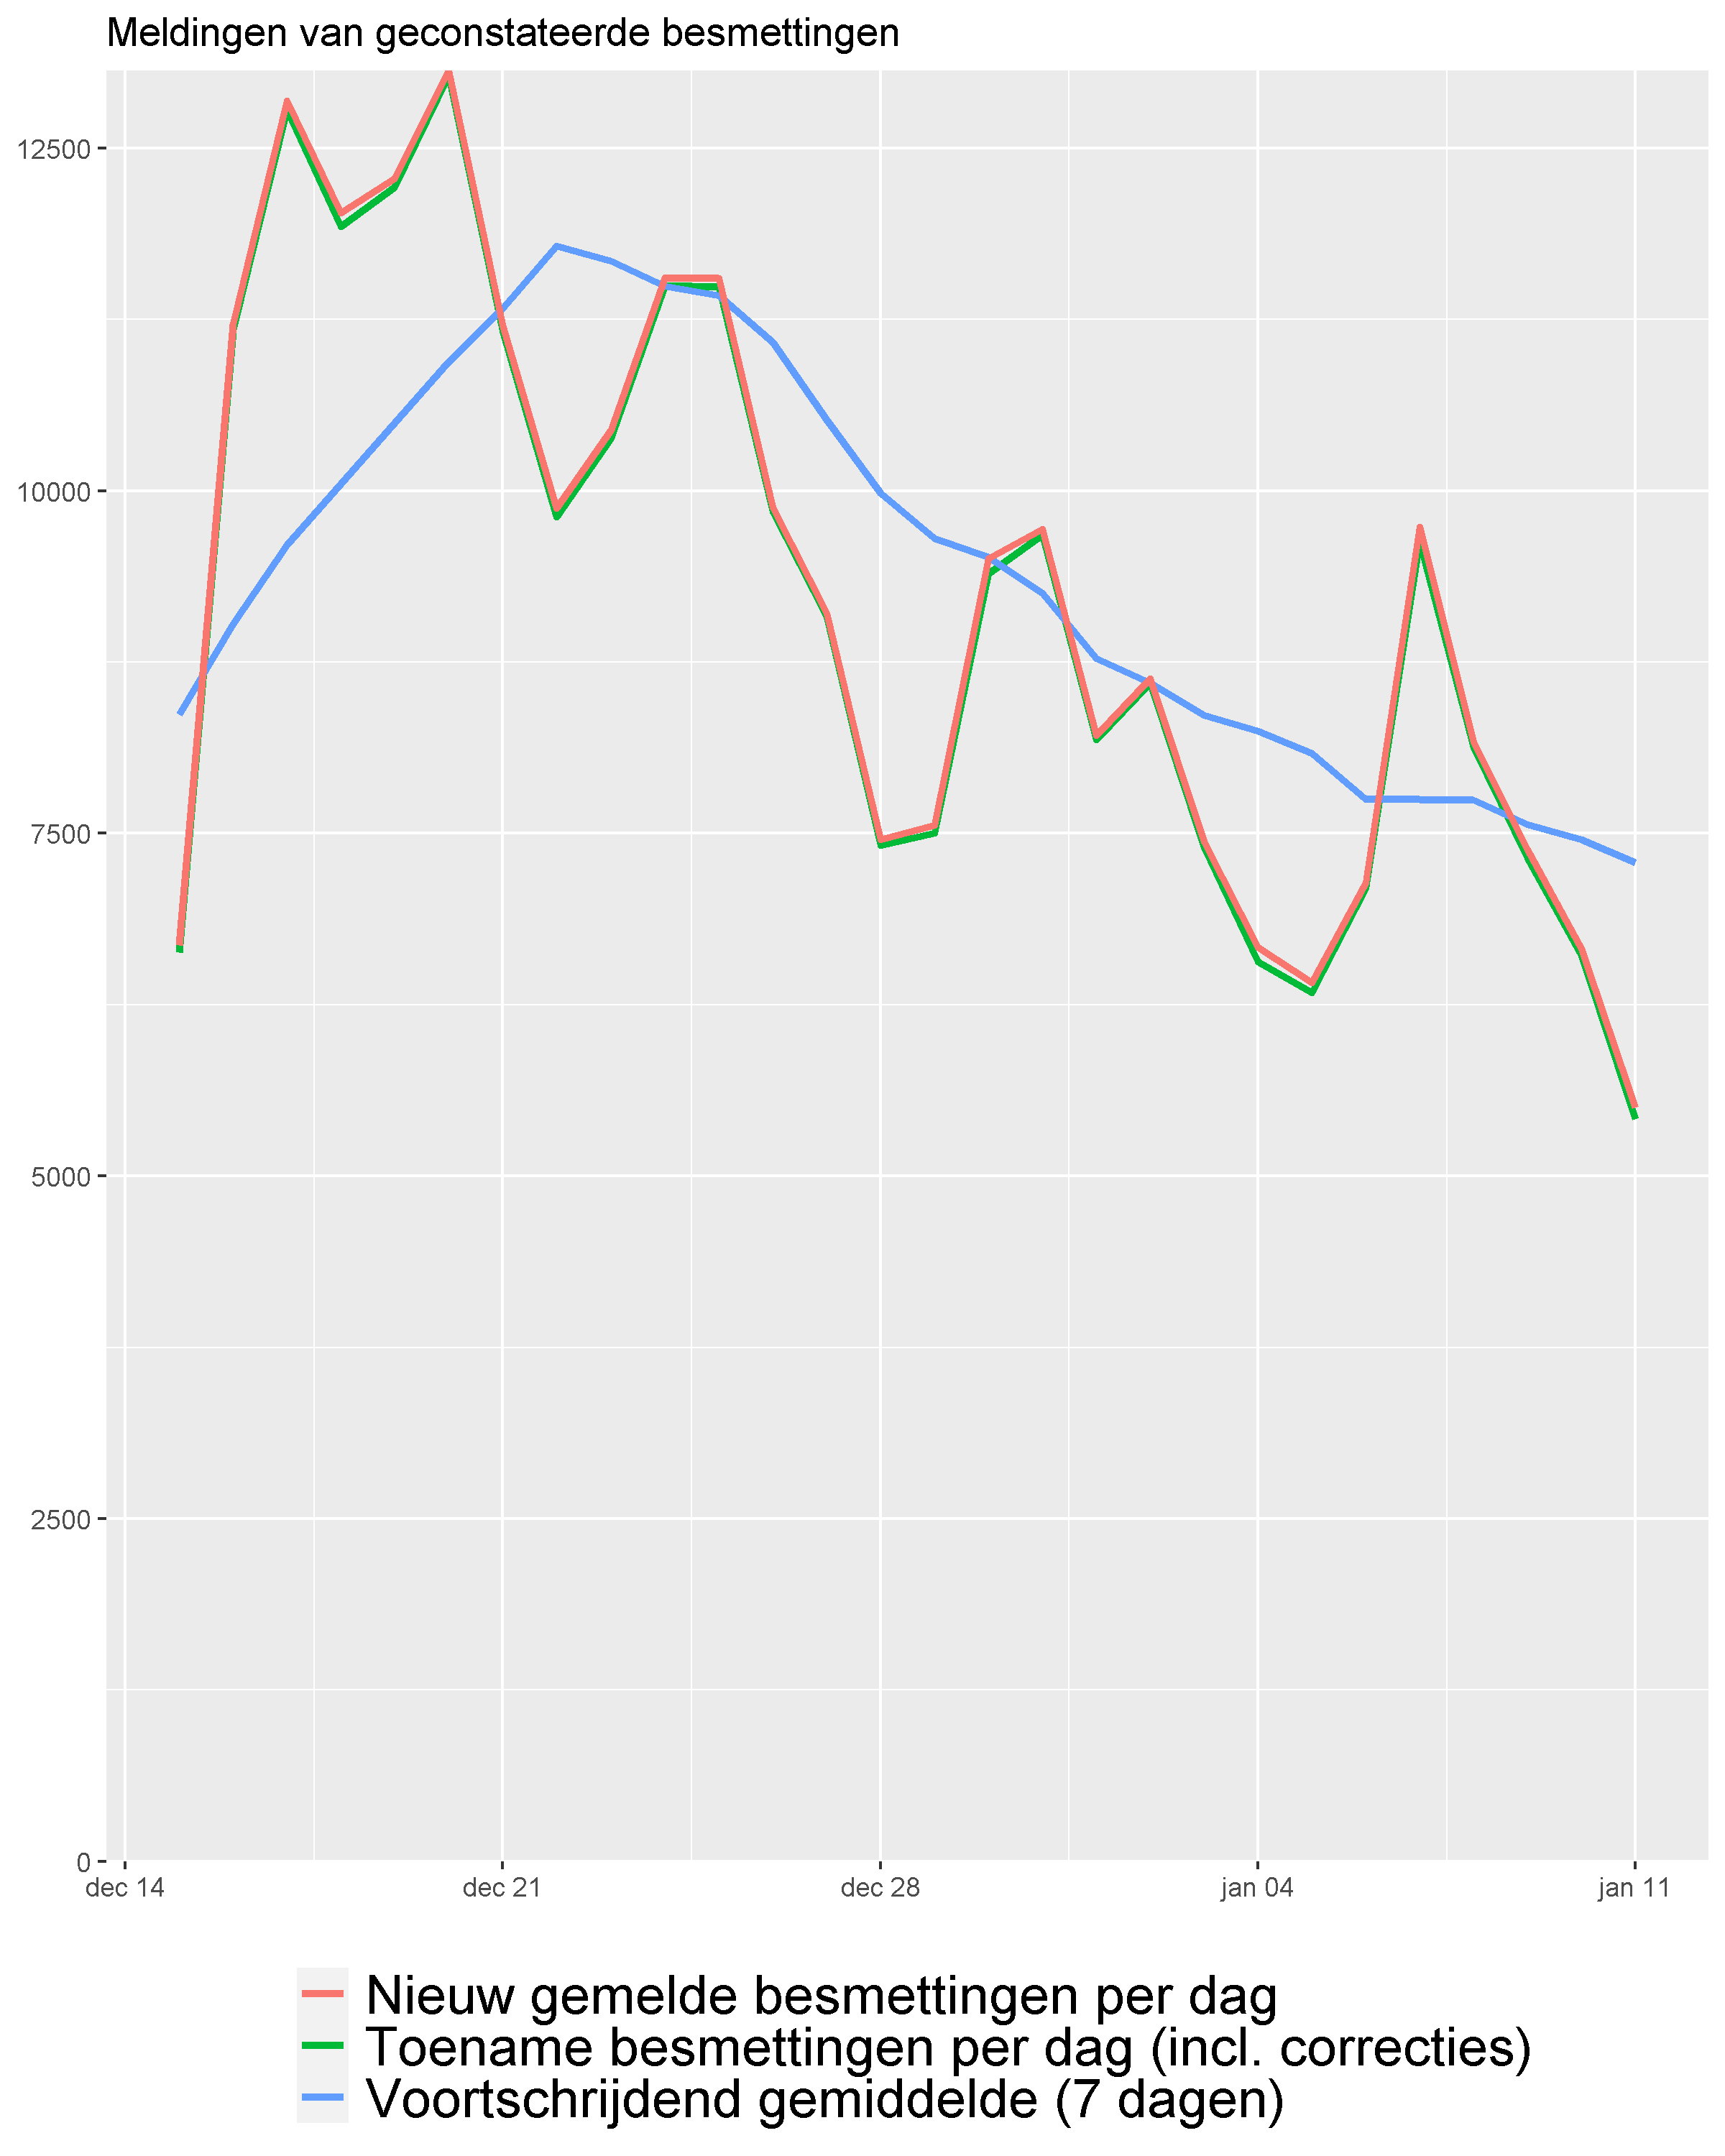 Meldingen van geconstateerde besmettingen
12500
10000
7500
5000
2500
0
dec 14
dec 21
dec 28
jan 04
jan 11
Nieuw gemelde besmettingen per dag
Toename besmettingen per dag (incl. correcties)
Voortschrijdend gemiddelde (7 dagen)